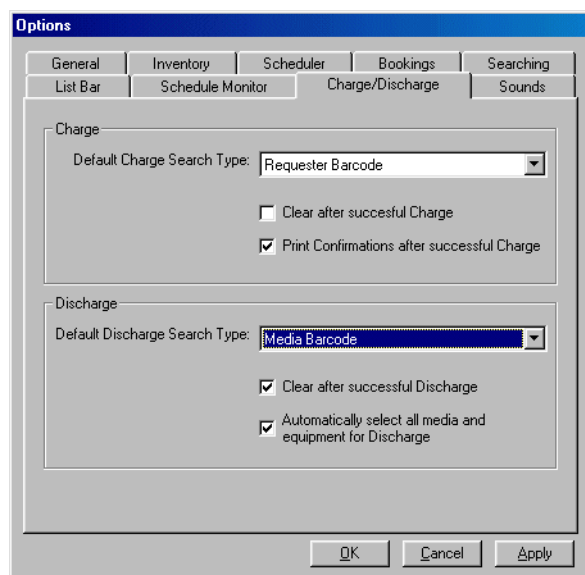 Options
General Inventory Scheduler Bookings Searching
List Bar Schedule Monitor Charge/Discharge Sounds
Charge
Default Charge Search Type: Requester Barcode
Clear after succesful Charge
Print Confirmations after successful Charge
Discharge
Default Discharge Search Type: Media Barcode
Clear after successful Discharge
Automatically select all media and
equipment for Discharge
OK Cancel Apply